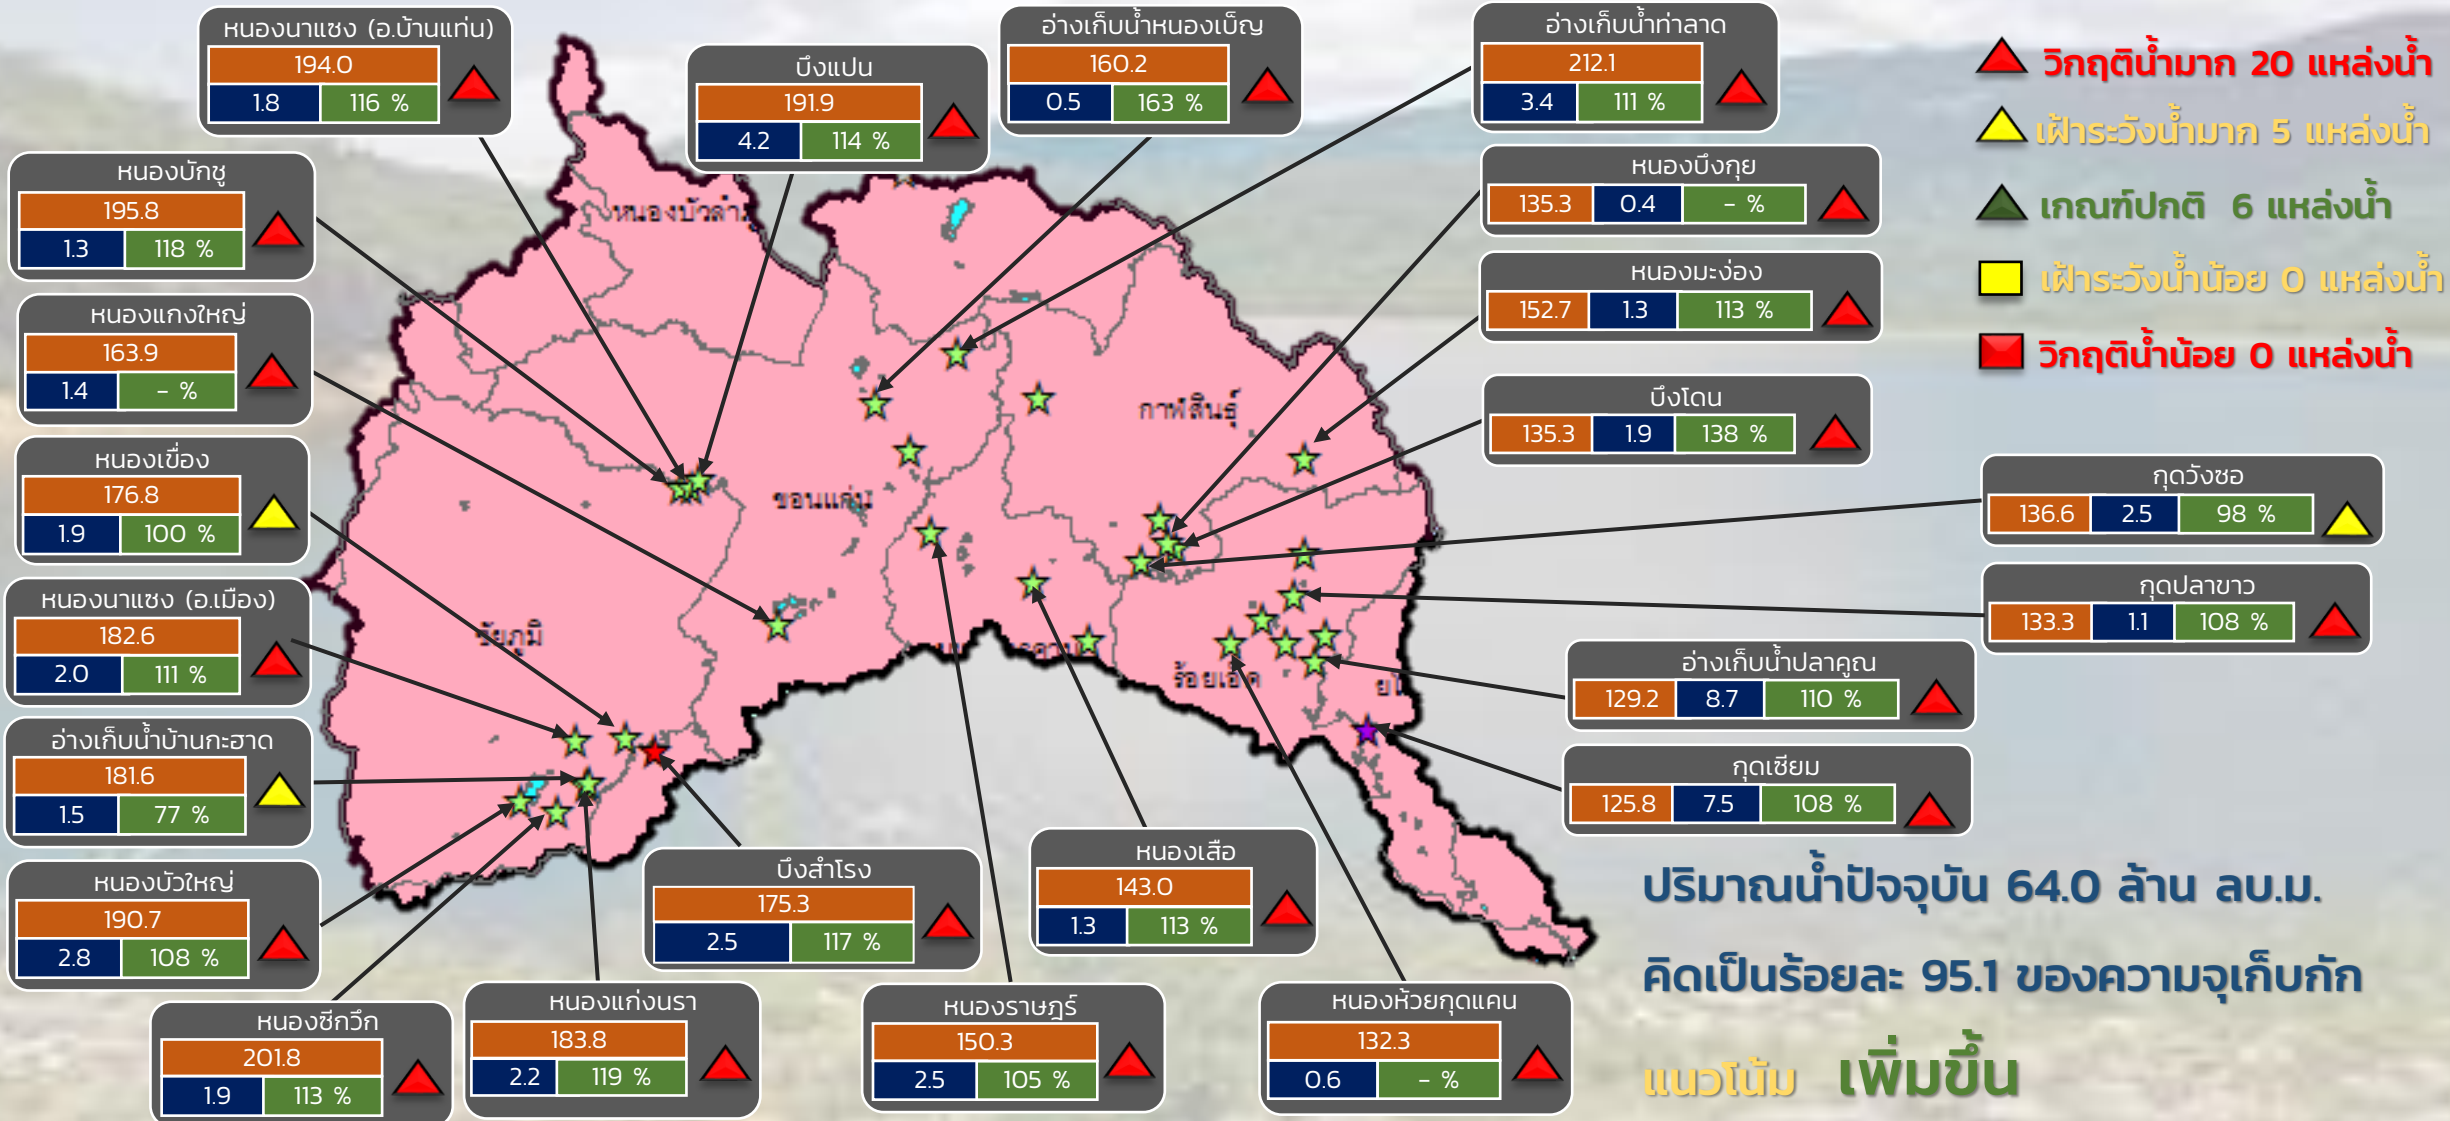 หนองนาแซง (อ.บ้านแท่น)
194.0
1.8 116 %
บึงแปน
191.9
4.2 114 %
อ่างเก็บน้ำหนองเบ็ญ
160.2
0.5 163 %
อ่างเก็บน้ำท่าลาด
212.1
3.4 111 %
วิกฤติน้ำมาก 20 แหล่งน้ำ
เฝ้าระวังน้ำมาก 5 แหล่งน้ำ
เกณฑ์ปกติ 6 แหล่งน้ำ
เฝ้าระวังน้ำน้อย 0 แหล่งน้ำ
วิกฤติน้ำน้อย 0 แหล่งน้ำ
หนองบักชู
195.8
1.3 118 %
หนองแกงใหญ่
163.9
1.4 - %
หนองเขื่อง
176.8
1.9 100 %
หนองนาแซง (อ.เมือง)
182.6
2.0 111 %
อ่างเก็บน้ำบ้านกะฮาด
181.6
1.5 77 %
หนองบัวใหญ่
190.7
2.8 108 %
หนองซีกวึก
201.8
1.9 113 %
หนองแก่งนรา
183.8
2.2 119 %
บึงสำโรง
175.3
2.5 117 %
หนองราษฎร์
150.3
2.5 105 %
หนองเสือ
143.0
1.3 113 %
หนองห้วยกุดแคน
132.3
0.6 - %
หนองบึงกุย
135.3 0.4 - %
หนองมะง่อง
152.7 1.3 113 %
บึงโดน
135.3 1.9 138 %
กุดวังซอ
136.6 2.5 98 %
กุดปลาขาว
133.3 1.1 108 %
อ่างเก็บน้ำปลาคูณ
129.2 8.7 110 %
กุดเชียม
125.8 7.5 108 %
หนองบัวลำภู
กาฬสินธุ์
ขอนแก่น
ชัยภูมิ
ร้อยเอ็ด
ปริมาณน้ำปัจจุบัน 64.0 ล้าน ลบ.ม.
คิดเป็นร้อยละ 95.1 ของความจุเก็บกัก
แนวโน้ม เพิ่มขึ้น